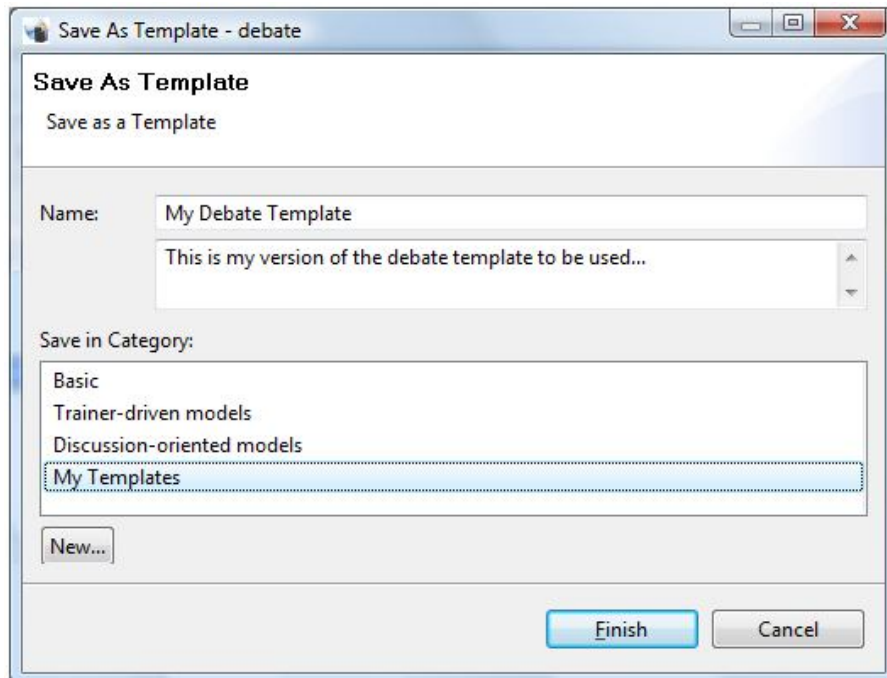 Save As Template - debate
Save As Template
Save as a Template
Name:
My Debate Template
This is my version of the debate template to be used...
Save in Category:
Basic
Trainer-driven models
Discussion-oriented models
My Templates
New...
Finish
Cancel